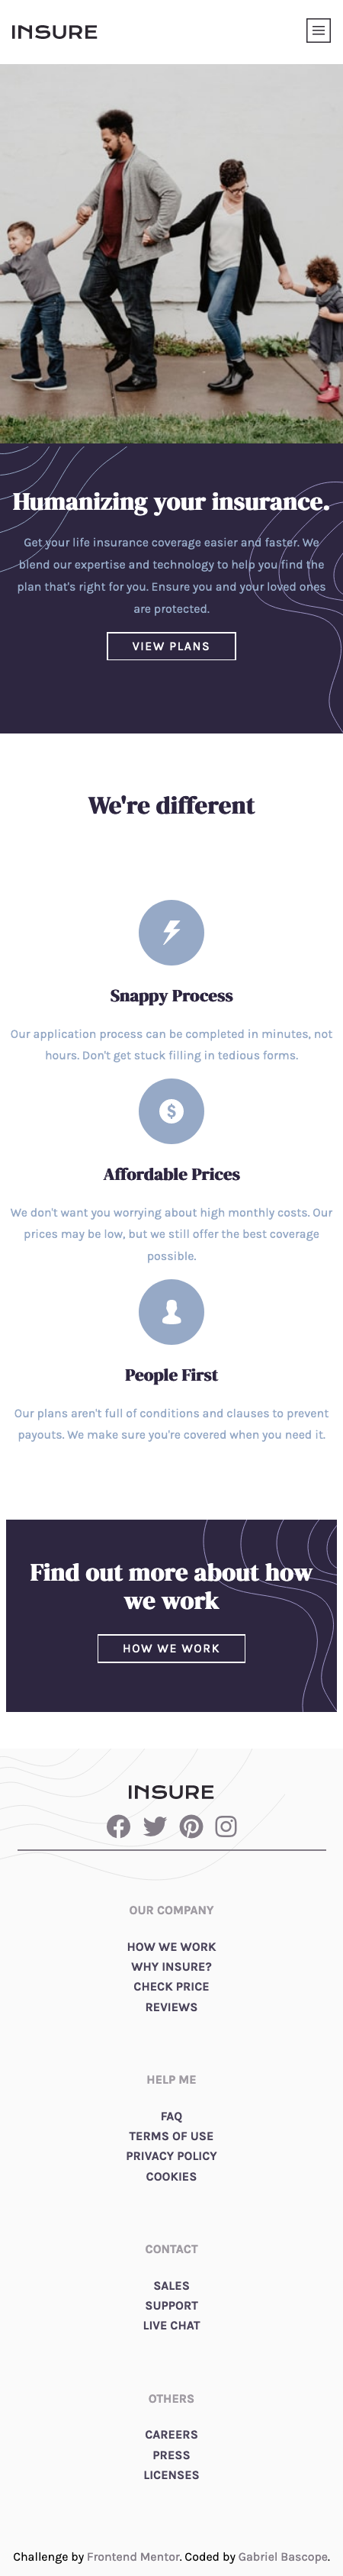 INSURE
Humanizing your insurance.
Get your life insurance coverage easier and faster. We
blend our expertise and technology to help you find the
plan that's right for you. Ensure you and your loved ones
are protected.
VIEW PLANS
We're different
Snappy Process
Our application process can be completed in minutes, not
hours. Don't get stuck filling in tedious forms.
$
Affordable Prices
We don't want you worrying about high monthly costs. Our
prices may be low, but we still offer the best coverage
possible.
People First
Our plans aren't full of conditions and clauses to prevent
payouts. We make sure you're covered when you need it.
Find out more about how
we work
HOW WE WORK
INSURE
OUR COMPANY
HOW WE WORK
WHY INSURE?
CHECK PRICE
REVIEWS
HELP ME
FAQ
TERMS OF USE
PRIVACY POLICY
COOKIES
CONTACT
SALES
SUPPORT
LIVE CHAT
OTHERS
CAREERS
PRESS
LICENSES
Challenge by Frontend Mentor. Coded by Gabriel Bascope.